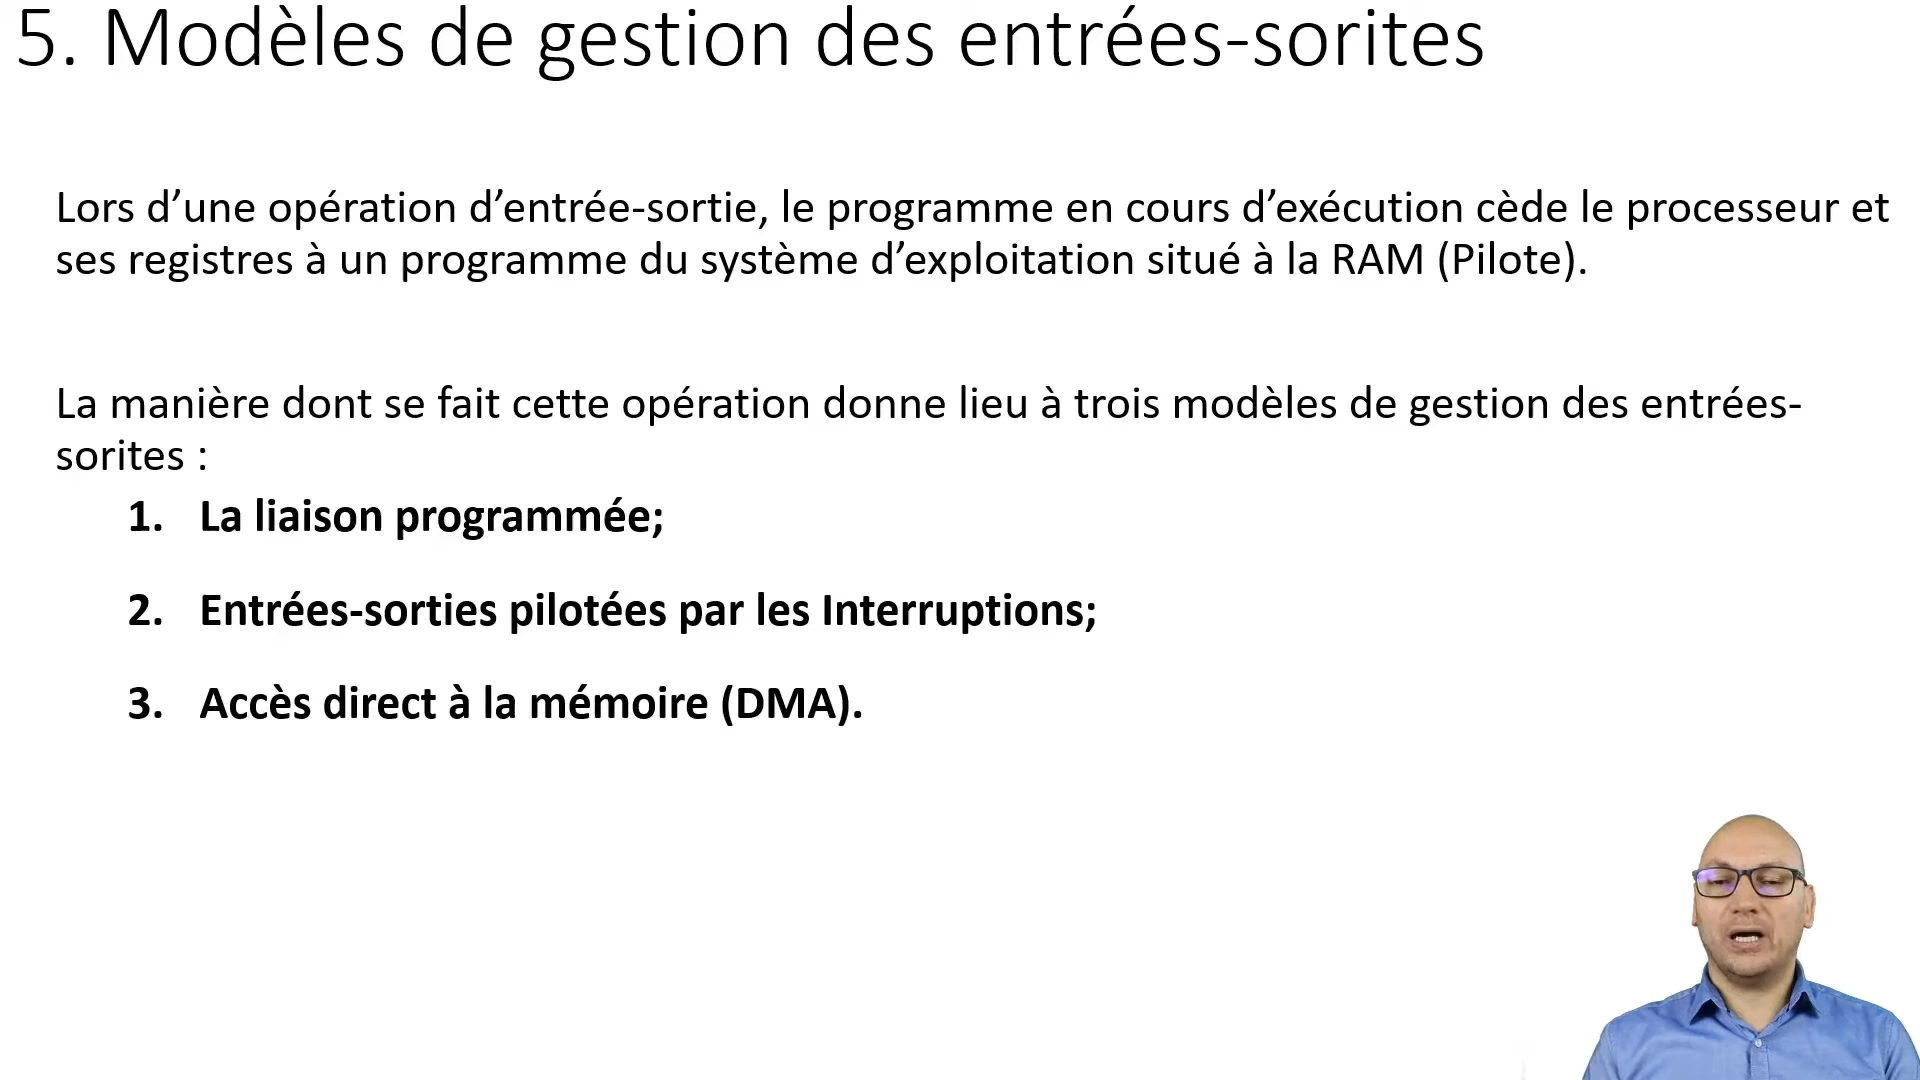 5. Modèles de gestion des entrées-sorites
Lors d’une opération d’entrée-sortie, le programme en cours d’exécution cède le processeur et
ses registres à un programme du système d’exploitation situé à la RAM (Pilote).
La manière dont se fait cette opération donne lieu à trois modèles de gestion des entrées-
sorites :
1. La liaison programmée;
2. Entrées-sorties pilotées par les Interruptions;
3. Accès direct à la mémoire (DMA).